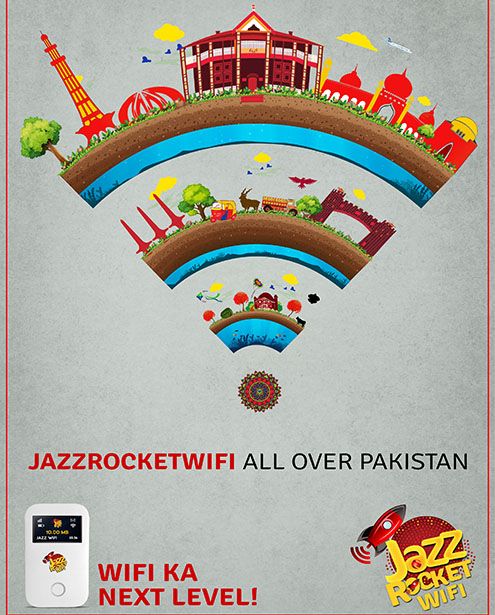 JAZZROCKETWIFI ALL OVER PAKISTAN
10:00 MB
JAZZ WIFI
WIFI KA
NEXT LEVEL!
Jazz
ROCKET
WIFI